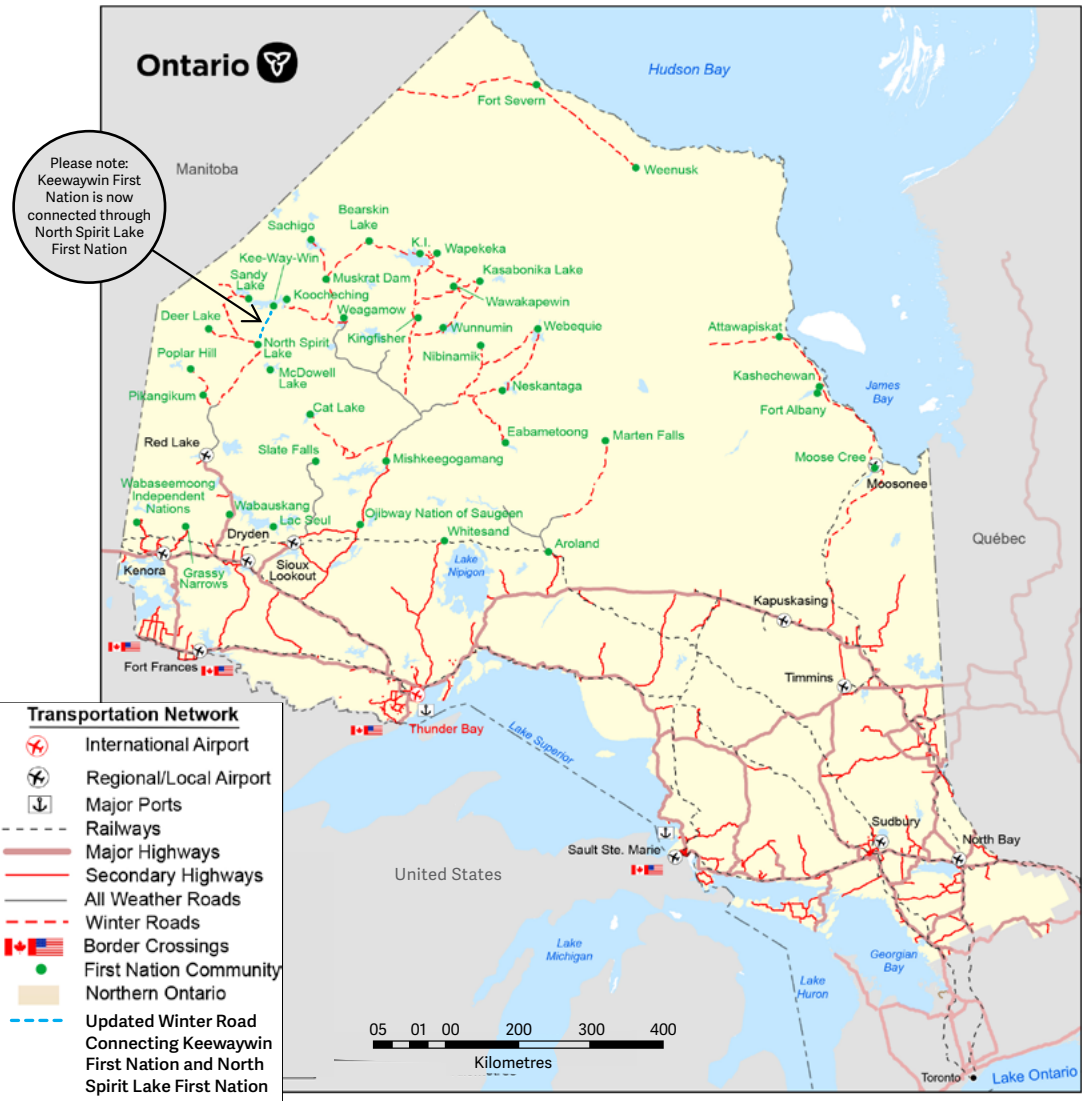 Ontario
Hudson Bay
Fort Severn
Please note:
Keewaywin First
Nation is now
connected through
North Spirit Lake
First Nation
Manitoba
Weenusk
Bearskin
Lake
Sachigo
K.I.
Wapekeka
Kee-Way-Win
Sandy
Lake
Muskrat Dam
Kasabonika Lake
Koocheching
Wawakapewin
Weagamow
Deer Lake
Kingfisher
Wunnumin
Webequie
Attawapiskat
North Spirit
Lake
Nibinamik
Poplar Hill
McDowell
Lake
Kashechewan
James
Bay
Pikangikum
Neskantaga
Fort Albany
Cat Lake
Eabametoong
Marten Falls
Red Lake
Slate Falls
Mishkeegogamang
Moose Cree
Moosonee
Wabaseemoong
Independent
Nations
Wabauskang
Lac Seul
Ojibway Nation of Saugeen
Dryden
Whitesand
Québec
Aroland
Kenora
Grassy
Narrows
Sioux
Lookout
Lake
Nipigon
Kapuskasing
Fort Frances
Timmins
Thunder Bay
Lake Superior
Transportation Network
International Airport
Regional/Local Airport
Major Ports
Railways
Major Highways
Secondary Highways
All Weather Roads
Winter Roads
Border Crossings
First Nation Community
Northern Ontario
Updated Winter Road
Connecting Keewaywin
First Nation and North
Spirit Lake First Nation
Sudbury
North Bay
Sault Ste. Marie
United States
Lake
Michigan
Georgian
Bay
Lake
Huron
05 01 00 200 300 400
Kilometres
Toronto
Lake Ontario